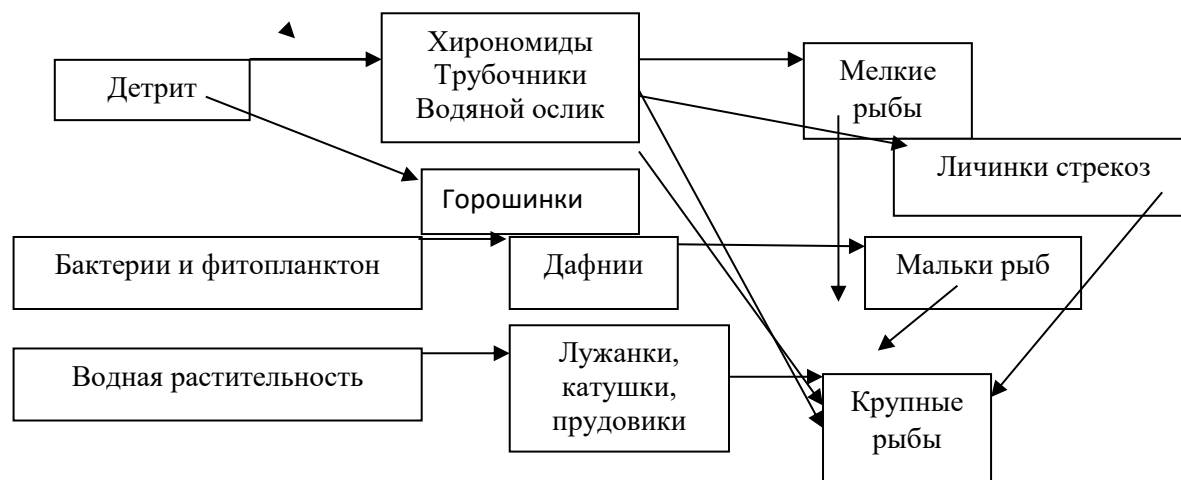 Хирономиды
Трубочники
Водяной ослик
Детрит
Мелкие
рыбы
Личинки стрекоз
Горошинки
Бактерии и фитопланктон
Дафнии
Мальки рыб
Водная растительность
Лужанки,
катушки,
прудовики
Крупные
рыбы